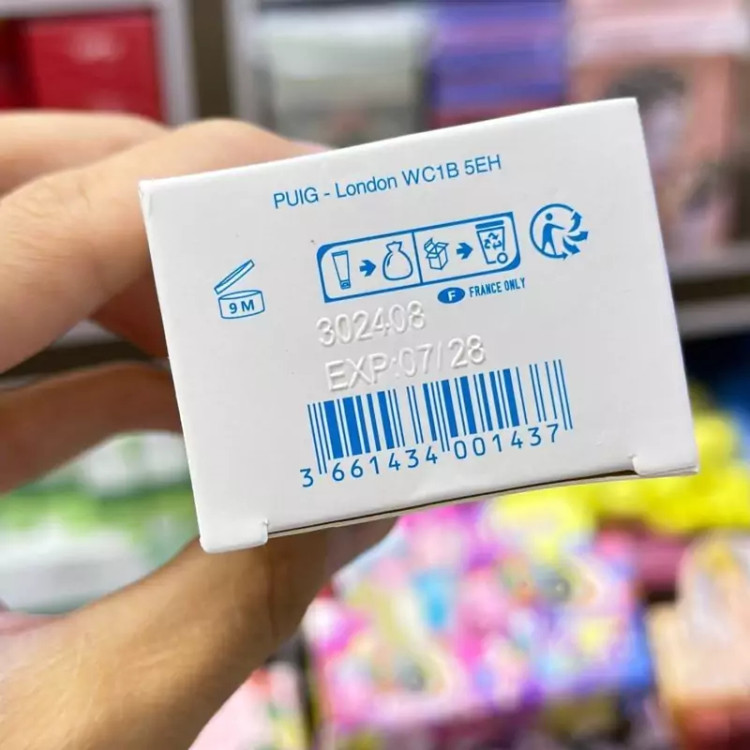 PUIG - London WC1B 5EH
9 M
F FRANCE ONLY
302408
EXP:07/28
3 661434 001437